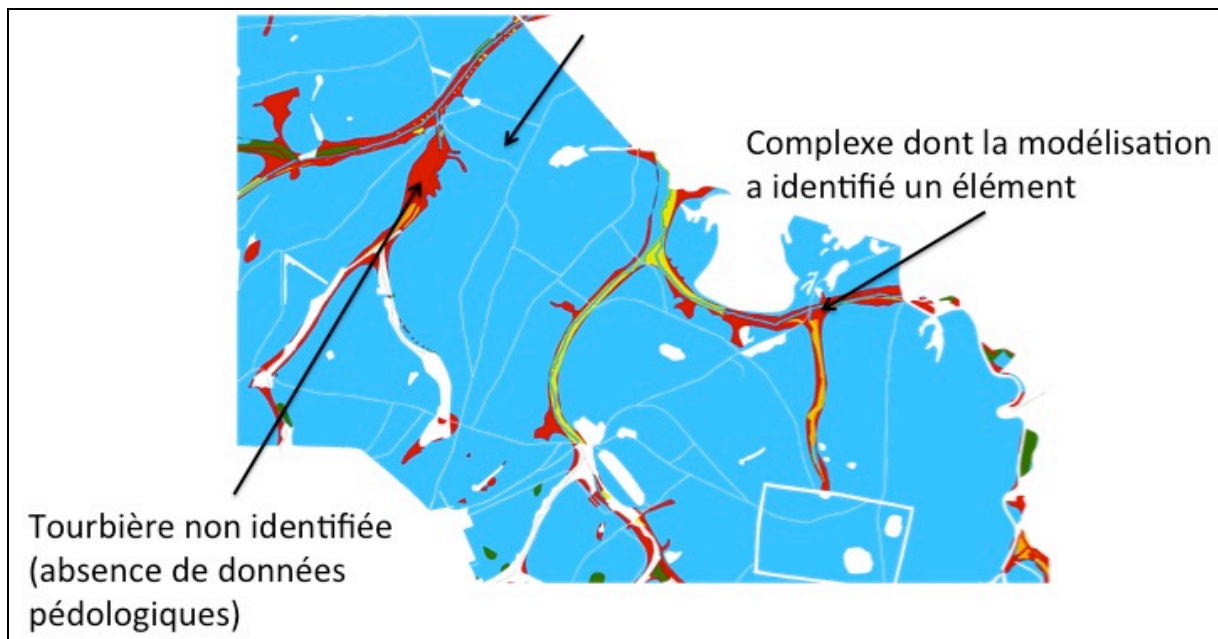 Complexe dont la modélisation
a identifié un élément
Tourbière non identifiée
(absence de données
pédologiques)